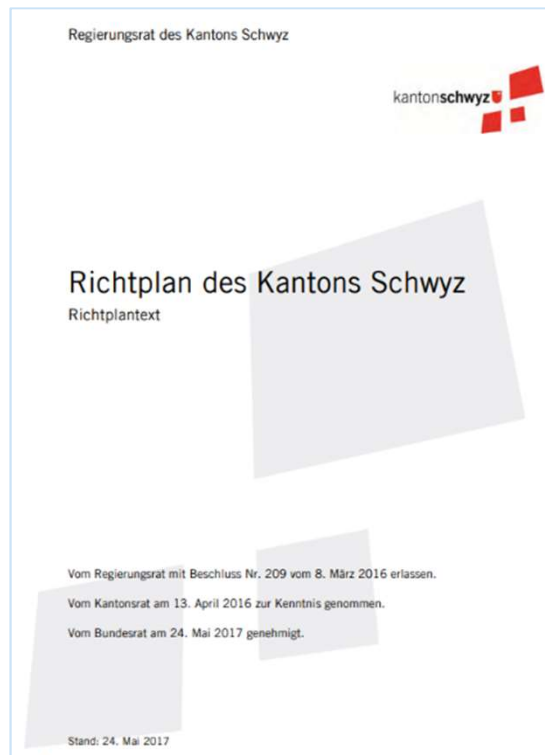 Regierungsrat des Kantons Schwyz
kantonschwyz
Richtplan des Kantons Schwyz
Richtplantext
Vom Regierungsrat mit Beschluss Nr. 209 vom 8. März 2016 erlassen.
Vom Kantonsrat am 13. April 2016 zur Kenntnis genommen.
Vom Bundesrat am 24. Mai 2017 genehmigt.
Stand: 24. Mai 2017